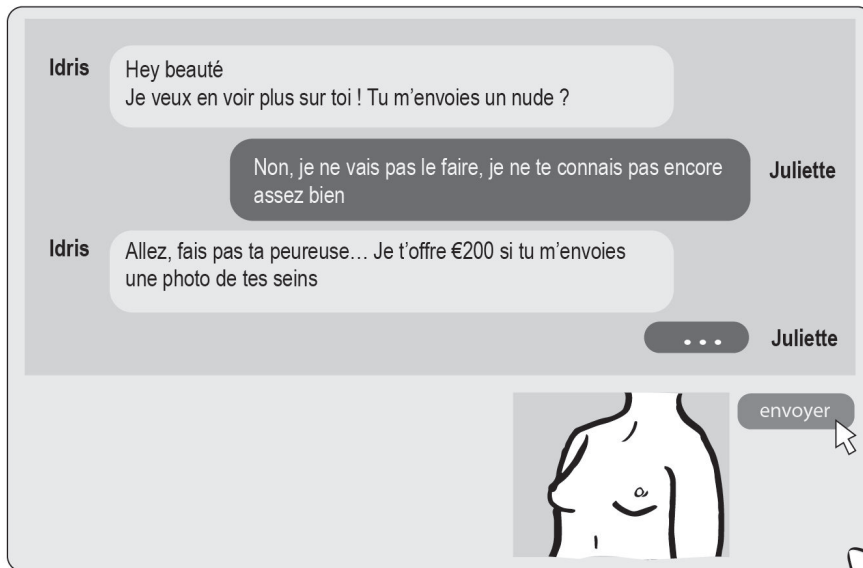 Idris
Hey beauté
Je veux en voir plus sur toi ! Tu m’envoies un nude ?
Non, je ne vais pas le faire, je ne te connais pas encore
assez bien
Juliette
Idris
Allez, fais pas ta peureuse… Je t’offre €200 si tu m’envoies
une photo de tes seins
...
Juliette
envoyer